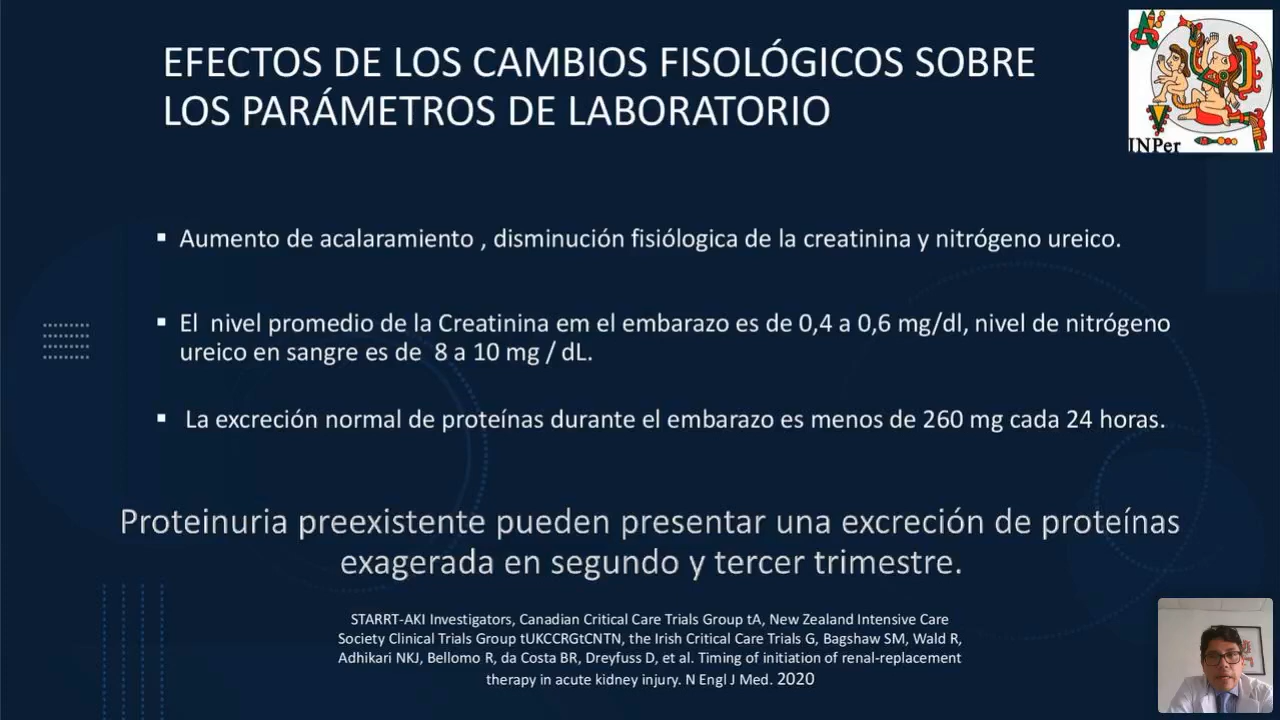 EFECTOS DE LOS CAMBIOS FISOLÓGICOS SOBRE
LOS PARÁMETROS DE LABORATORIO
INPer
▪ Aumento de acalaramiento , disminución fisiólogica de la creatinina y nitrógeno ureico.
▪ El  nivel promedio de la Creatinina em el embarazo es de 0,4 a 0,6 mg/dl, nivel de nitrógeno
ureico en sangre es de  8 a 10 mg / dL.
▪ La excreción normal de proteínas durante el embarazo es menos de 260 mg cada 24 horas.
Proteinuria preexistente pueden presentar una excreción de proteínas
exagerada en segundo y tercer trimestre.
STARRT-AKI Investigators, Canadian Critical Care Trials Group tA, New Zealand Intensive Care
Society Clinical Trials Group tUKCCRGtCNTN, the Irish Critical Care Trials G, Bagshaw SM, Wald R,
Adhikari NKJ, Bellomo R, da Costa BR, Dreyfuss D, et al. Timing of initiation of renal-replacement
therapy in acute kidney injury. N Engl J Med. 2020